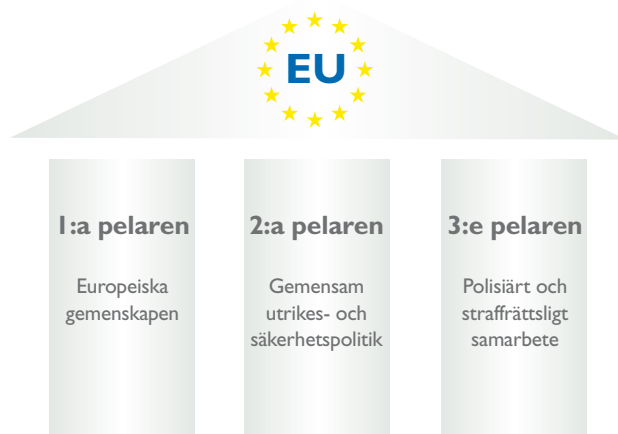 EU
1:a pelaren
Europeiska
gemenskapen
2:a pelaren
Gemensam
utrikes- och
säkerhetspolitik
3:e pelaren
Polisiärt och
straffrättsligt
samarbete